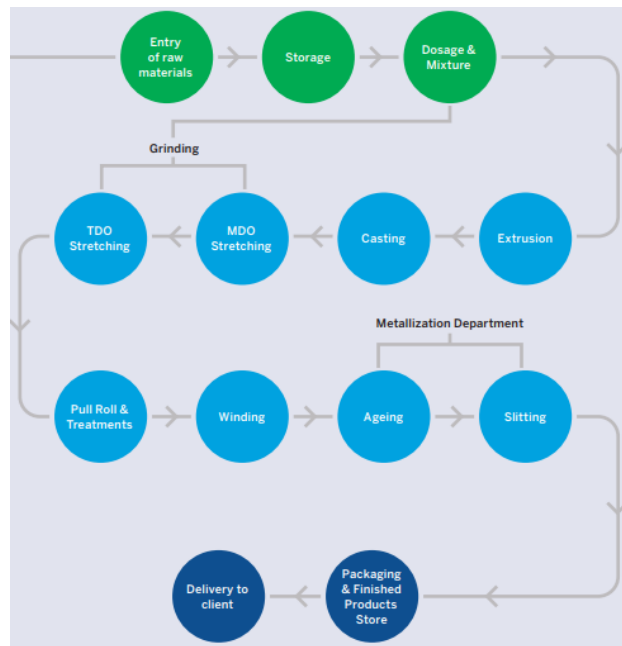 Entry
of raw
materials
Storage
Dosage &
Mixture
Grinding
TDO
Stretching
MDO
Stretching
Casting
Extrusion
Metallization Department
Pull Roll &
Treatments
Winding
Ageing
Slitting
Delivery to
client
Packaging
& Finished
Products
Store